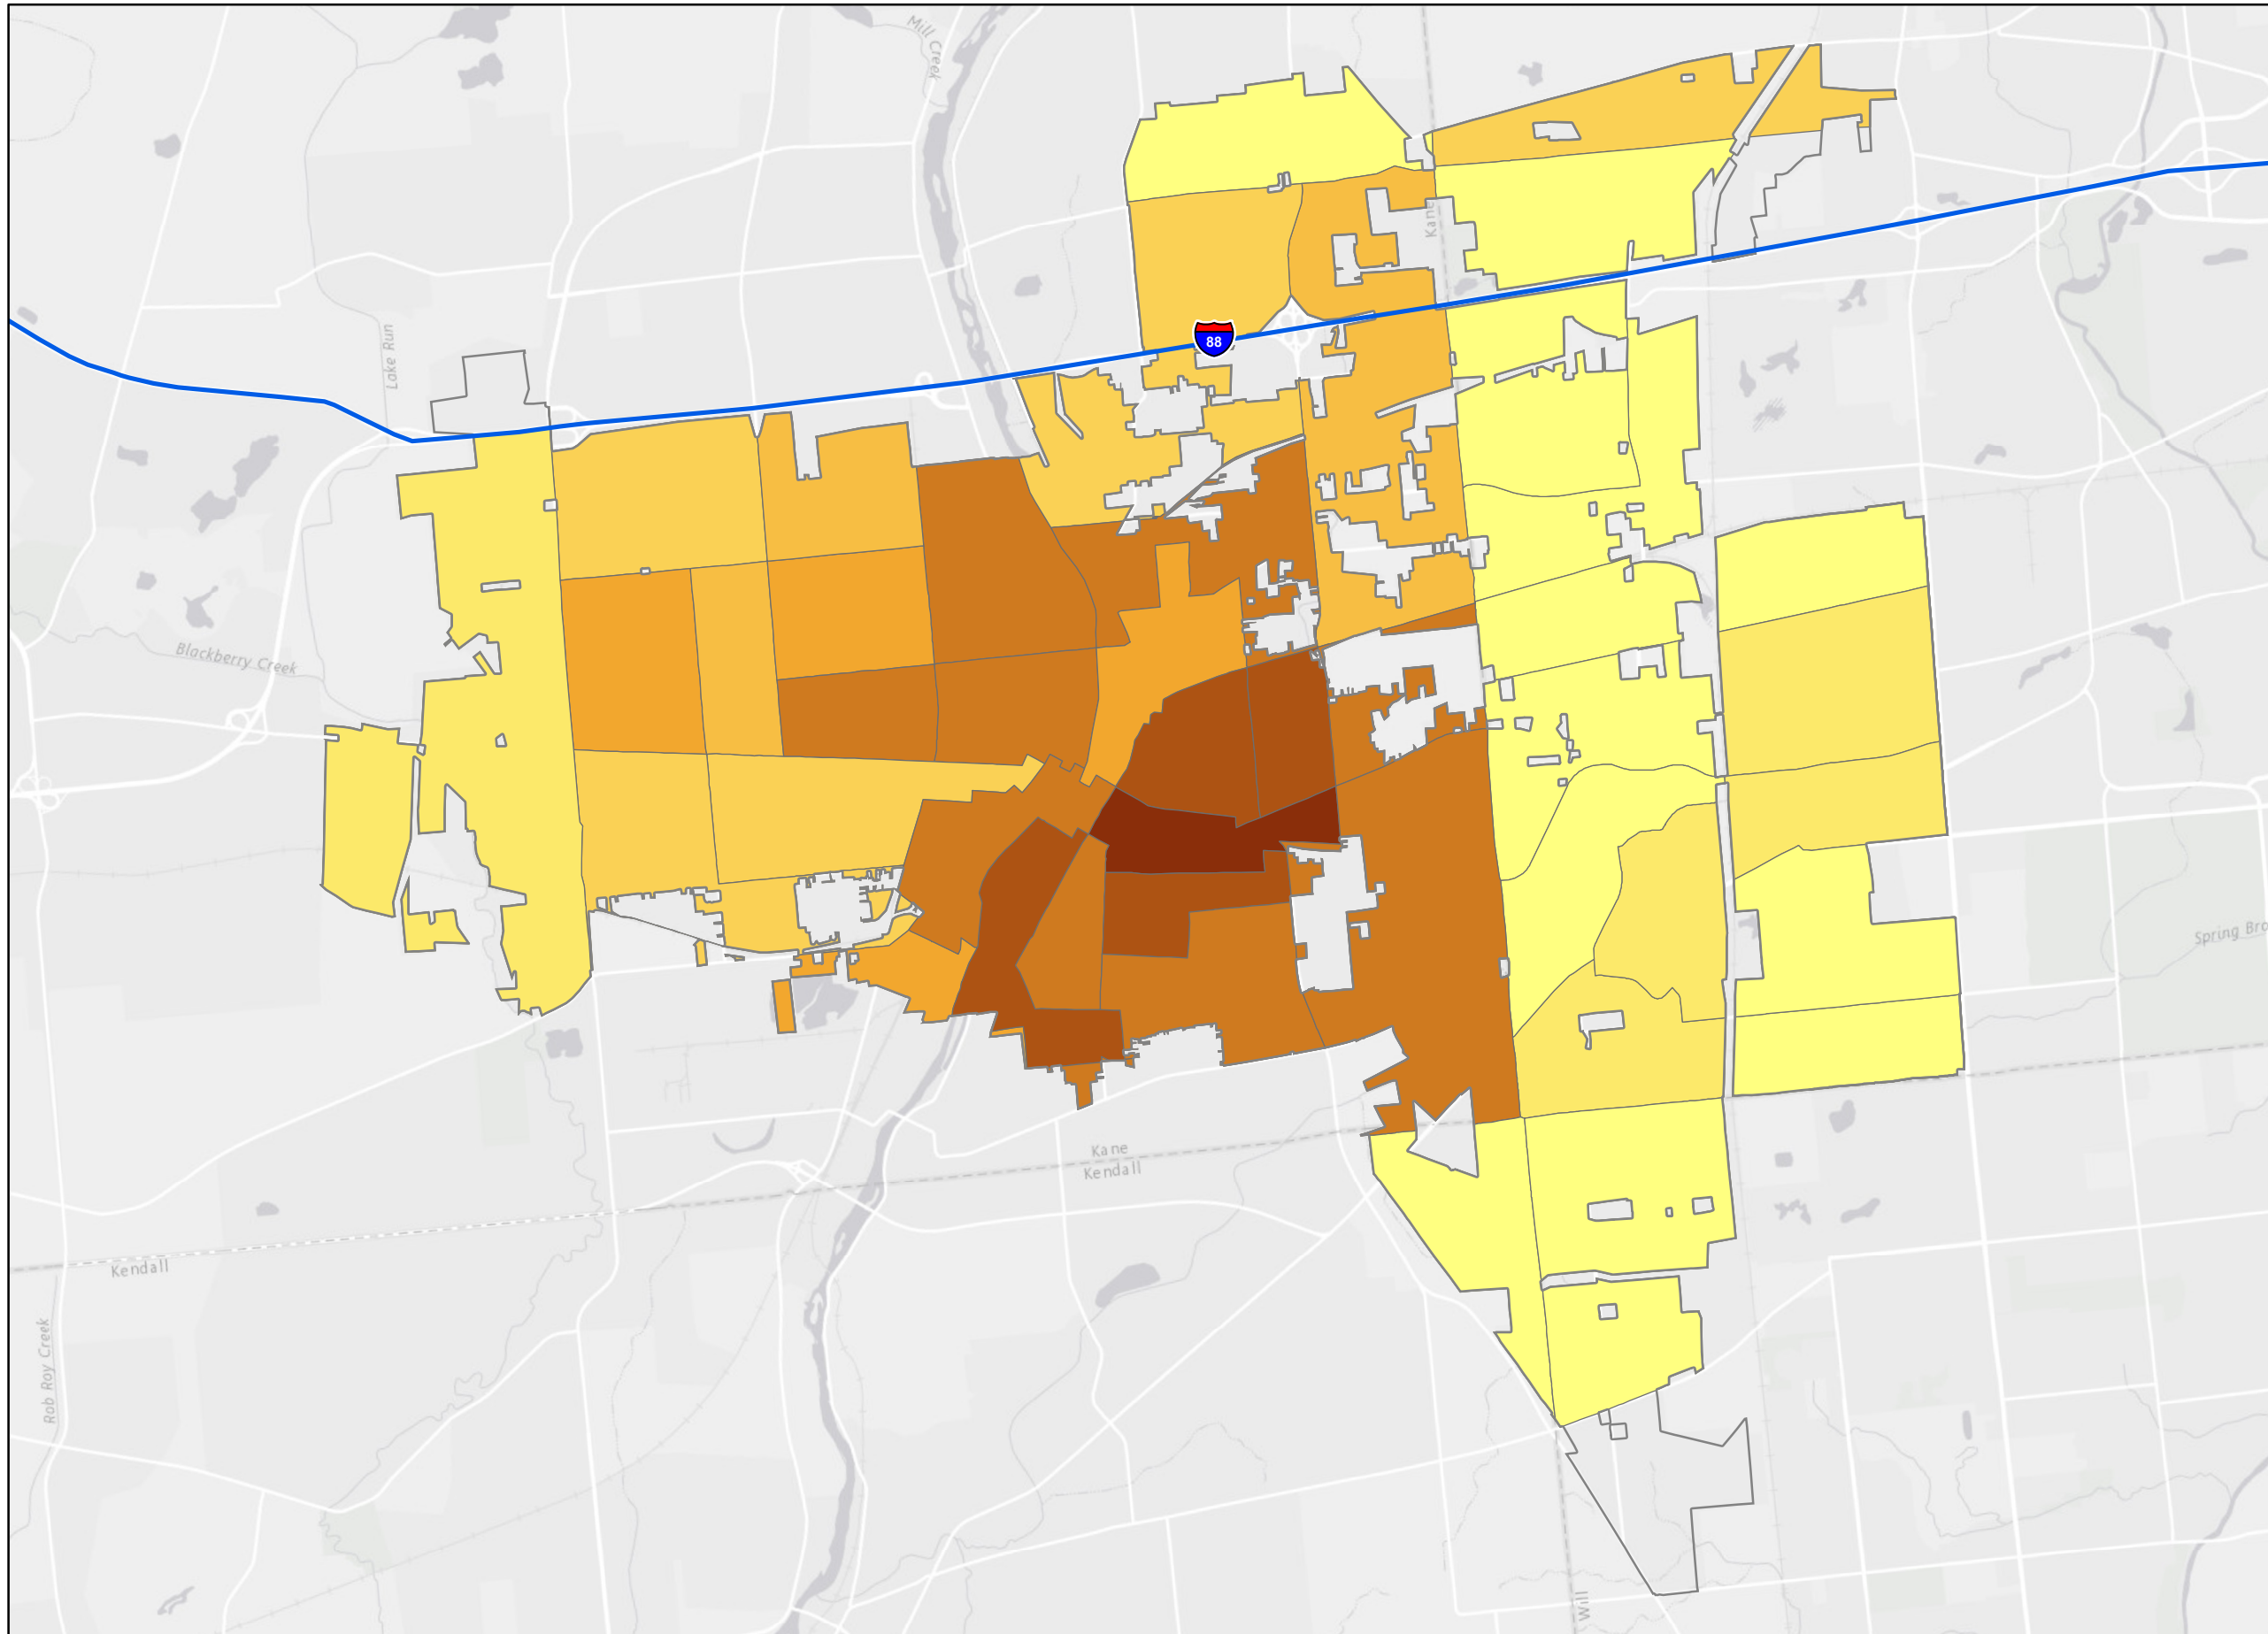 Mill Creek
Kane
88
Lake Run
Blackberry Creek
Spring Bro
Kane
Kendall
Kendall
Rob Roy Creek
Will